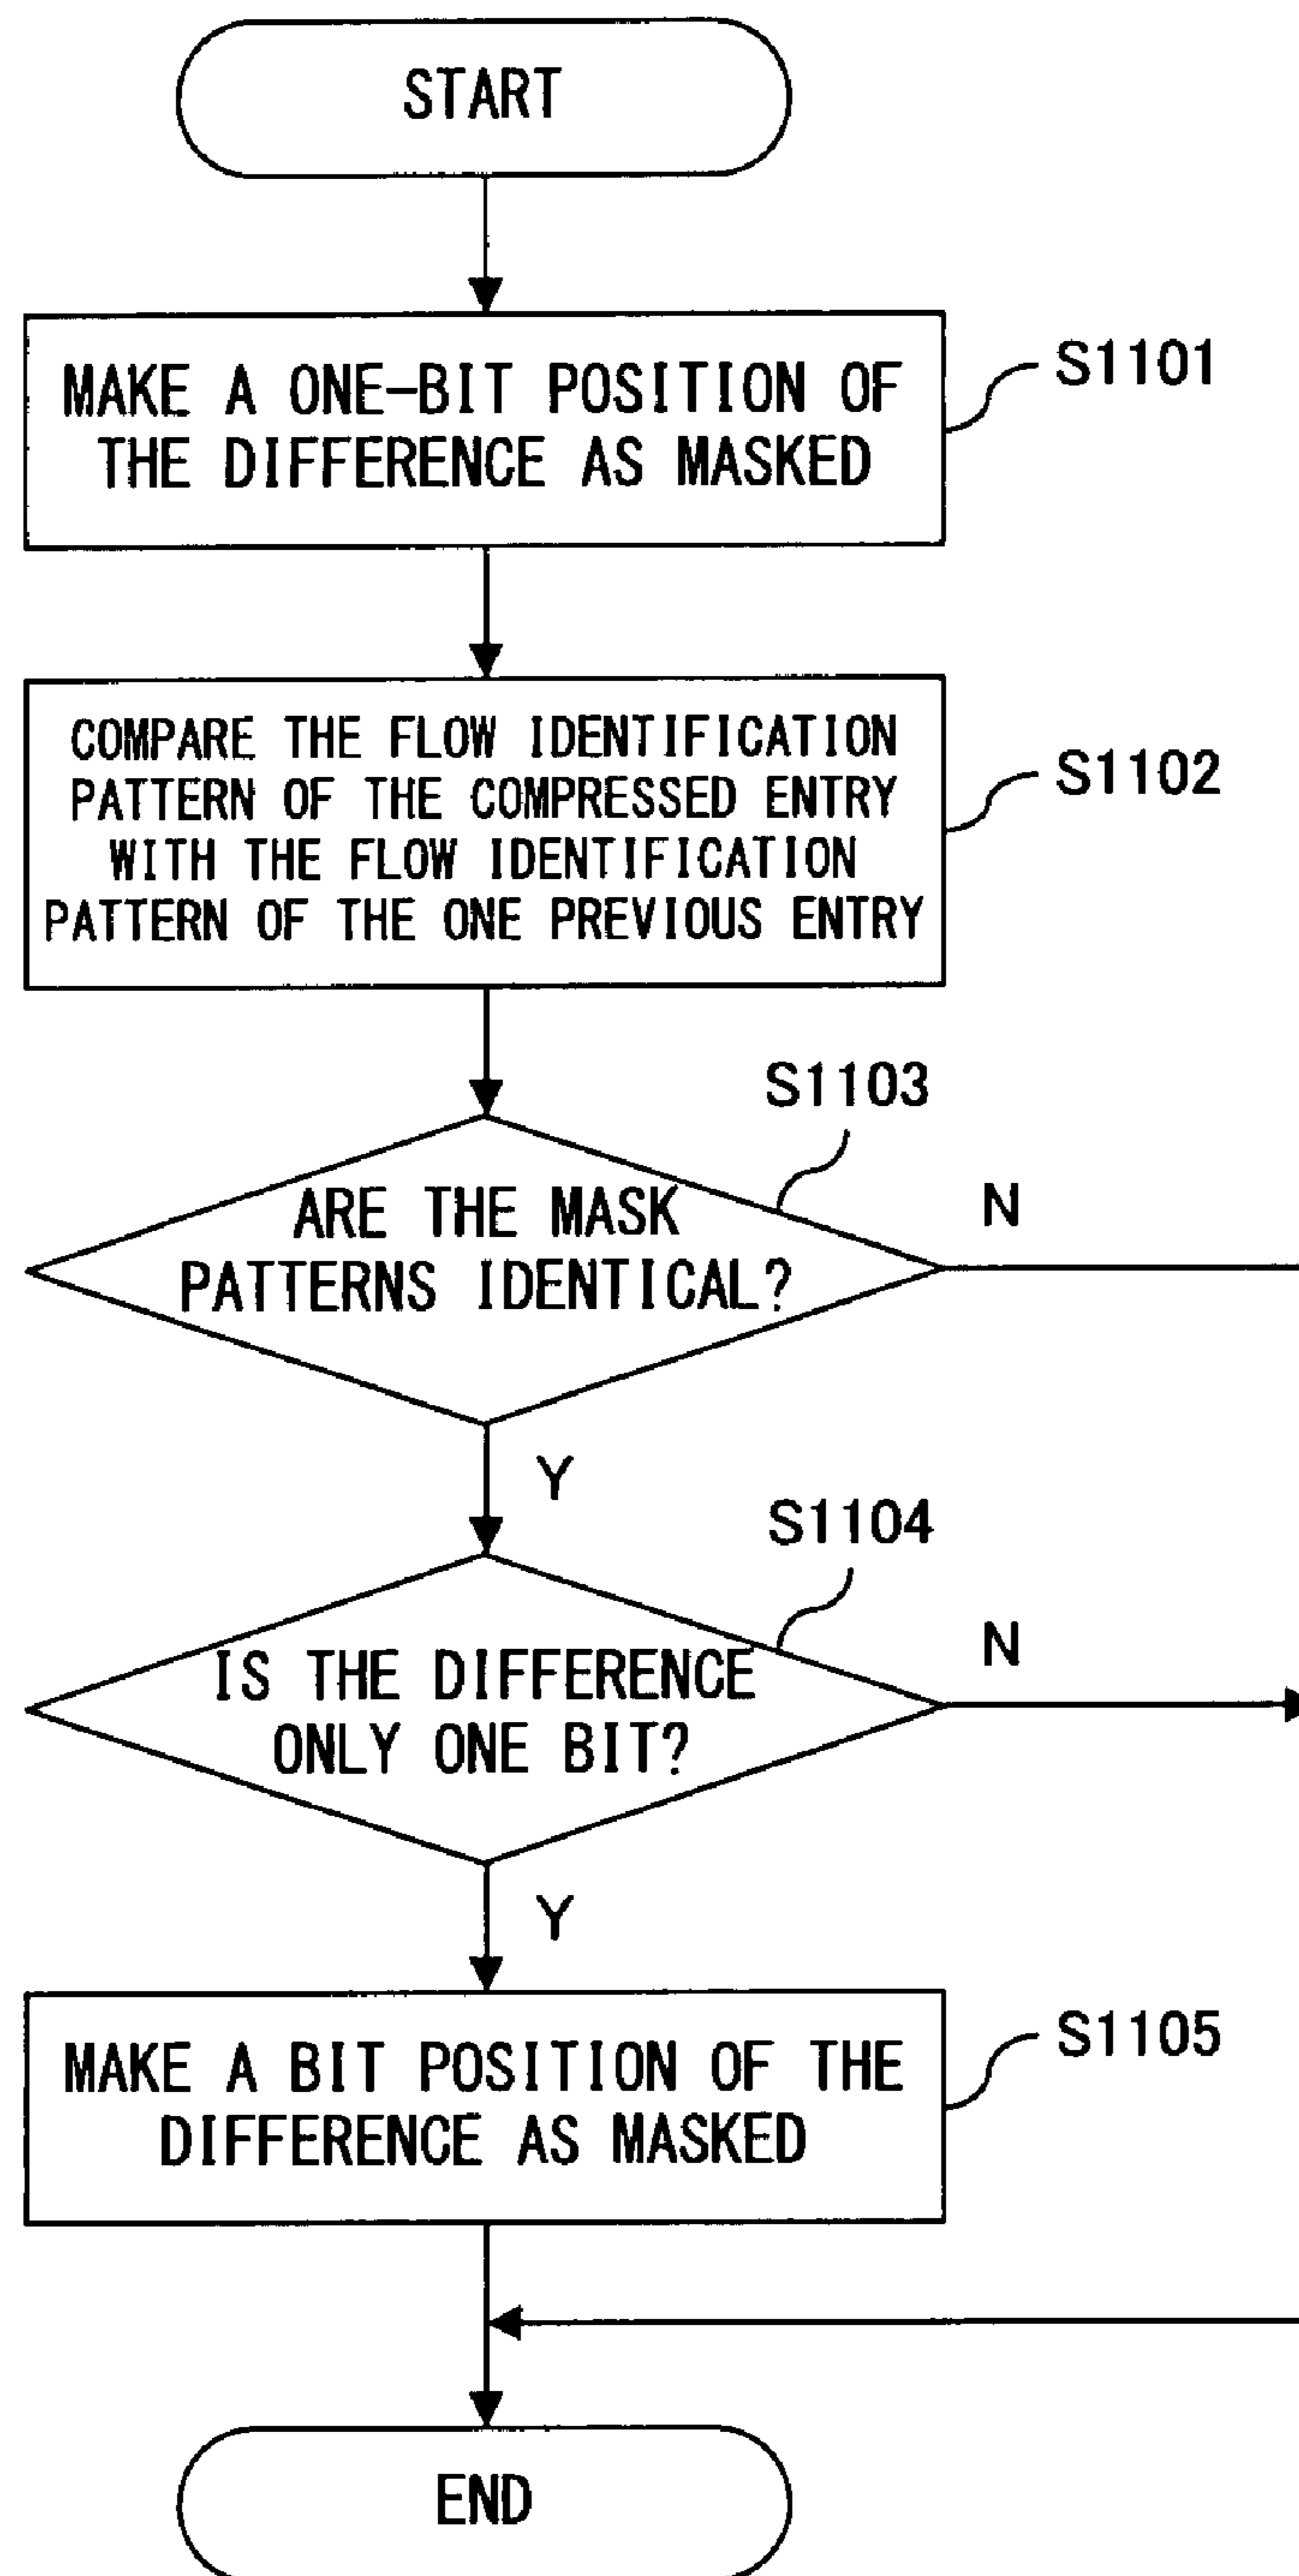 START
MAKE A ONE-BIT POSITION OF
THE DIFFERENCE AS MASKED
S1101
COMPARE THE FLOW IDENTIFICATION
PATTERN OF THE COMPRESSED ENTRY
WITH THE FLOW IDENTIFICATION
PATTERN OF THE ONE PREVIOUS ENTRY
S1102
S1103
ARE THE MASK
PATTERNS IDENTICAL?
N
Y
S1104
IS THE DIFFERENCE
ONLY ONE BIT?
N
Y
MAKE A BIT POSITION OF THE
DIFFERENCE AS MASKED
S1105
END